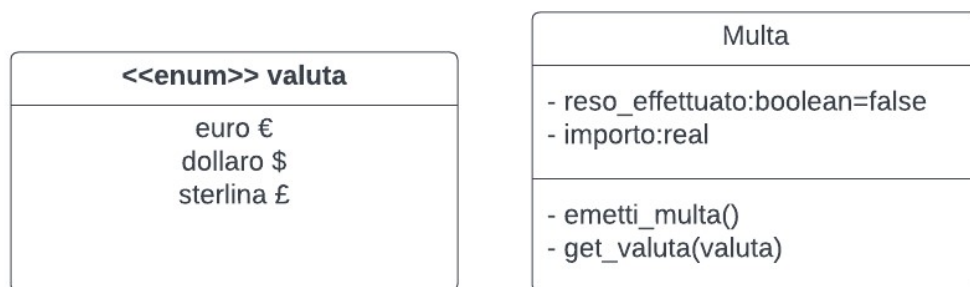 <<enum>> valuta
euro €
dollaro $
sterlina £
Multa
- reso_effettuato:boolean=false
- importo:real
- emetti_multa()
- get_valuta(valuta)